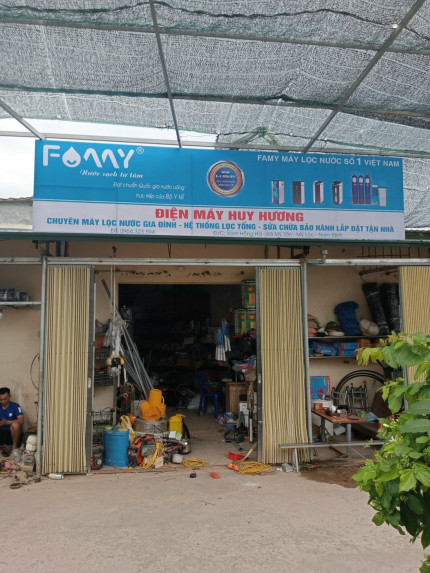 FAMY®
Nước sạch từ tâm
Đạt chuẩn Quốc gia nước uống
trực tiếp của Bộ Y tế
FAMY MÁY LỌC NƯỚC SỐ 1 VIỆT NAM
ĐIỆN MÁY HUY HƯƠNG
CHUYÊN MÁY LỌC NƯỚC GIA ĐÌNH - HỆ THỐNG LỌC TỔNG - SỬA CHỮA BẢO HÀNH LẮP ĐẶT TẬN NHÀ